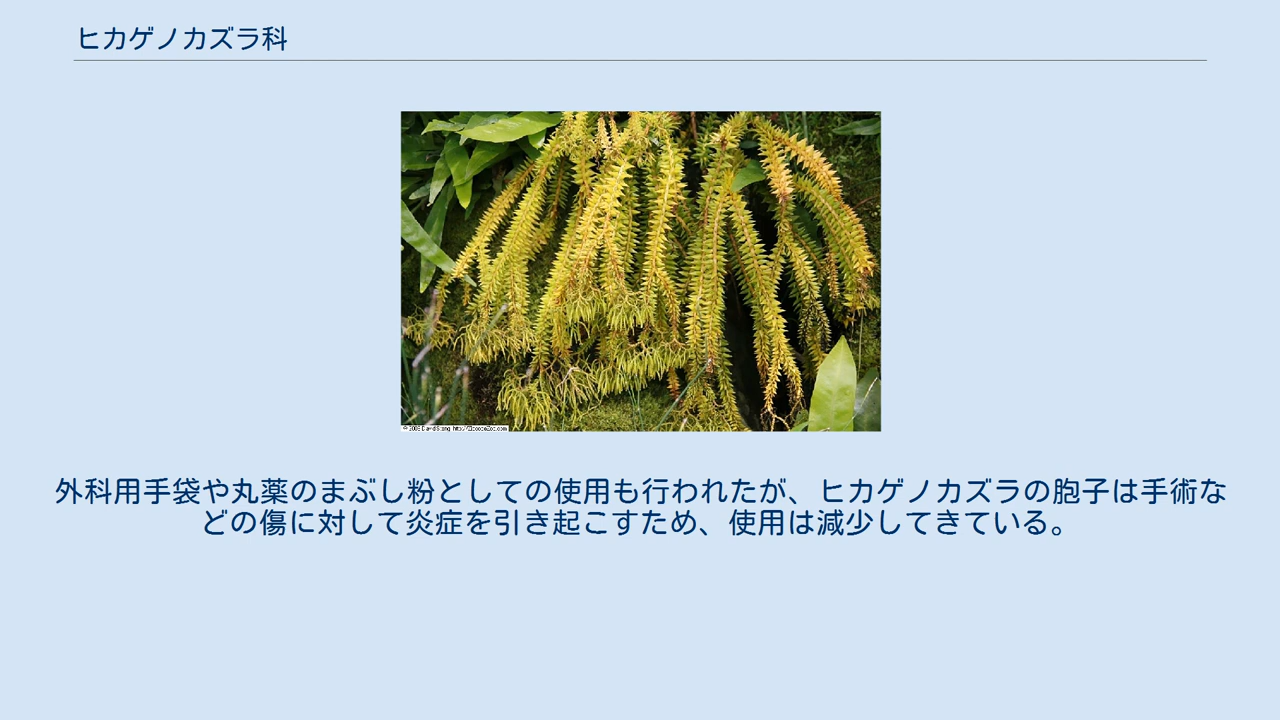 ヒカゲノカズラ科
外科用手袋や丸薬のまぶし粉としての使用も行われたが、ヒカゲノカズラの胞子は手術な
どの傷に対して炎症を引き起こすため、使用は減少してきている。